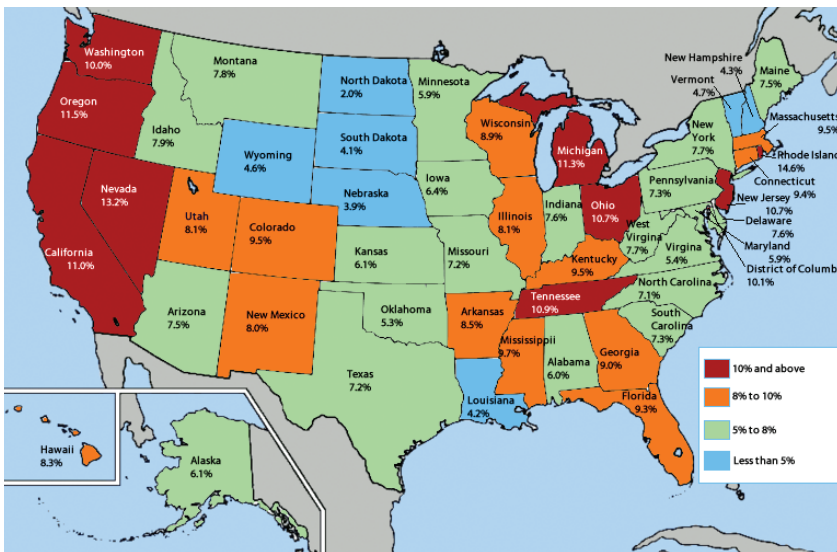 Washington
10.0%
Oregon
11.5%
California
11.0%
Nevada
13.2%
Idaho
7.9%
Montana
7.8%
Wyoming
4.6%
Utah
8.1%
Colorado
9.5%
Arizona
7.5%
New Mexico
8.0%
North Dakota
2.0%
South Dakota
4.1%
Nebraska
3.9%
Kansas
6.1%
Oklahoma
5.3%
Texas
7.2%
Minnesota
5.9%
Iowa
6.4%
Missouri
7.2%
Arkansas
8.5%
Louisiana
4.2%
Wisconsin
8.9%
Illinois
8.1%
Michigan
11.3%
Indiana
7.6%
Ohio
10.7%
Kentucky
9.5%
Tennessee
10.9%
Mississippii
9.7%
Alabama
6.0%
Georgia
9.0%
Florida
9.3%
South
Carolina
7.3%
North Carolina
7.1%
Virgina
5.4%
West
Virgina
7.7%
Pennsylvania
7.3%
New
York
7.7%
Vermont
4.7%
New Hampshire
4.3%
Maine
7.5%
Massachusetts
9.5%
Rhode Island
14.6%
Connecticut
9.4%
New Jersey
10.7%
Delaware
7.6%
Maryland
5.9%
District of Columb
10.1%
Hawaii
8.3%
Alaska
6.1%
10% and above
8% to 10%
5% to 8%
Less than 5%